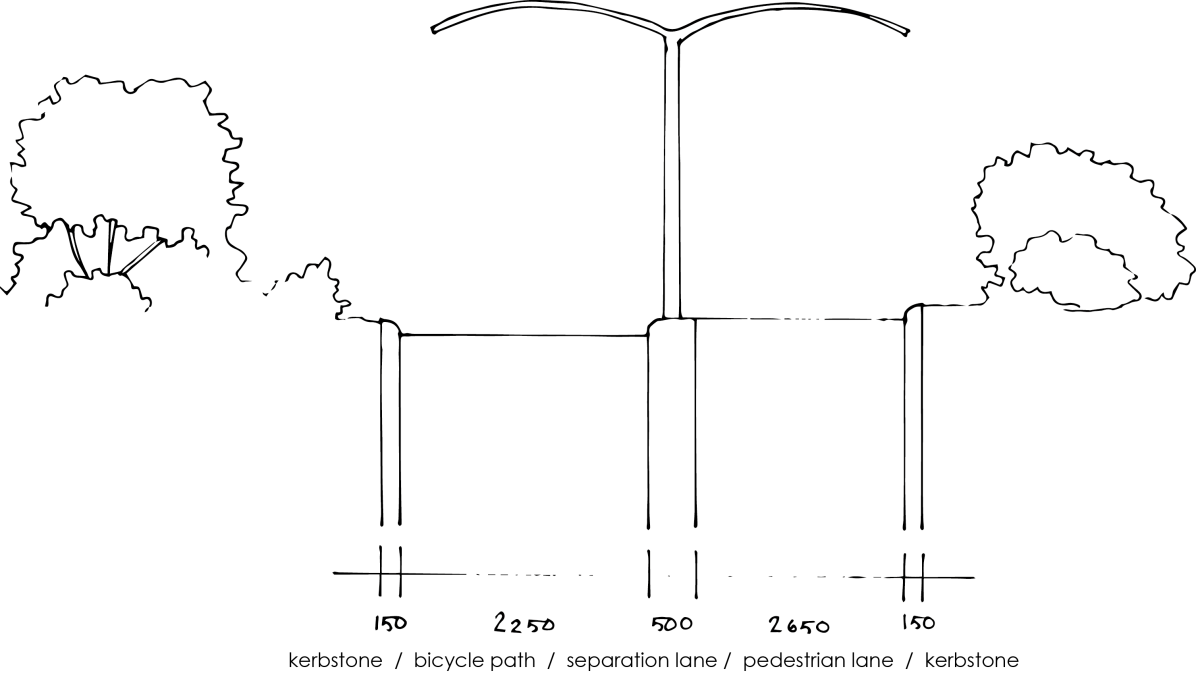 150 2250 500 2650 150
kerbstone / bicycle path / separation lane / pedestrian lane / kerbstone